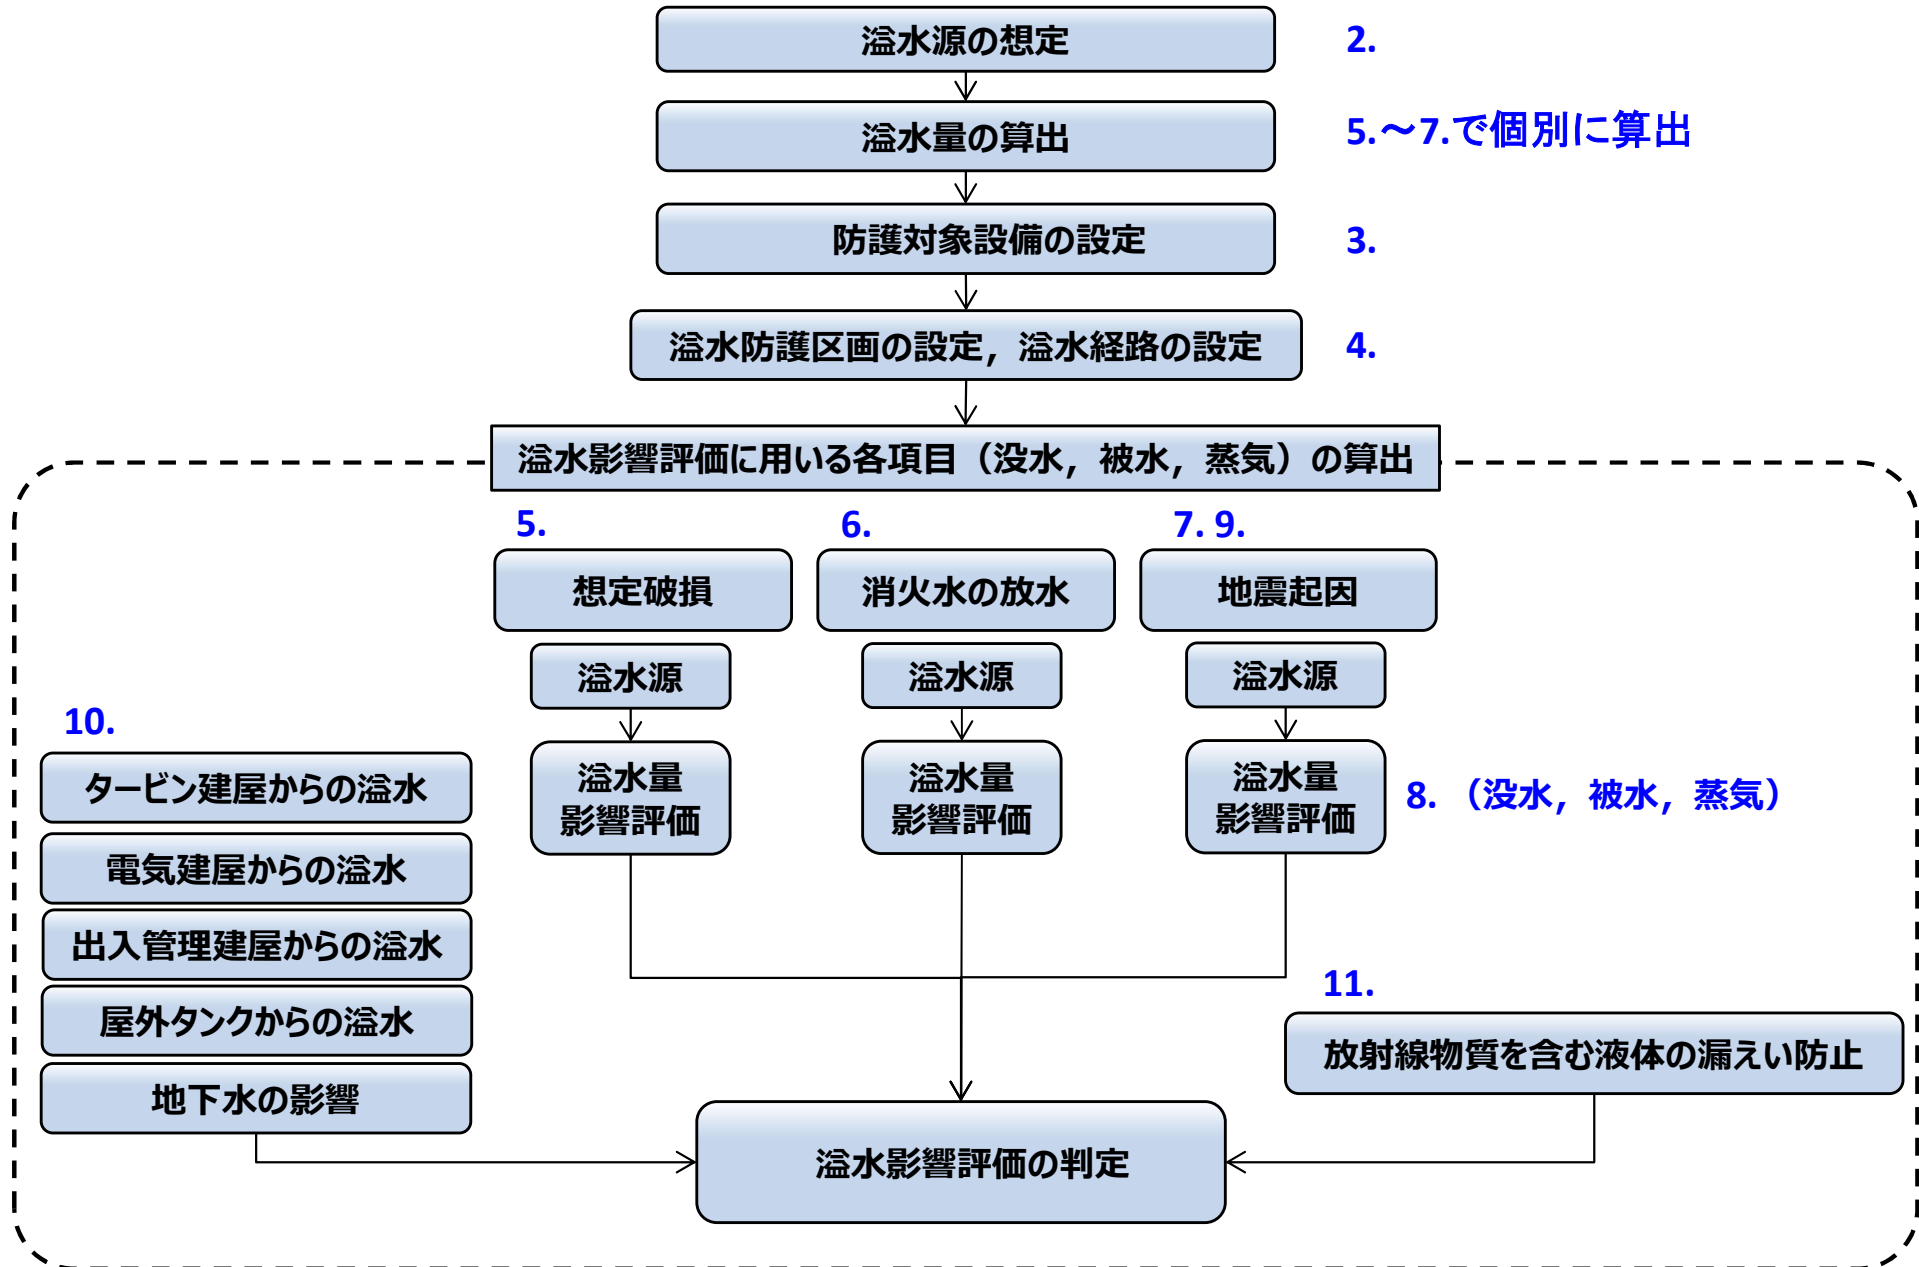 溢水源の想定
2.
溢水量の算出
5.～7.で個別に算出
防護対象設備の設定
3.
溢水防護区画の設定，溢水経路の設定
4.
溢水影響評価に用いる各項目（没水，被水，蒸気）の算出
5.
6.
7. 9.
想定破損
消火水の放水
地震起因
溢水源
溢水源
溢水源
溢水量
影響評価
溢水量
影響評価
溢水量
影響評価
8. （没水，被水，蒸気）
10.
タービン建屋からの溢水
電気建屋からの溢水
出入管理建屋からの溢水
屋外タンクからの溢水
地下水の影響
11.
放射線物質を含む液体の漏えい防止
溢水影響評価の判定